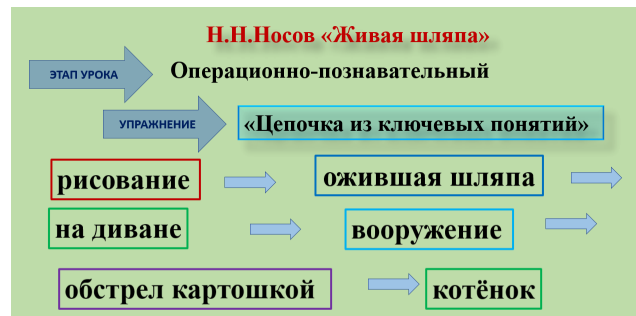 Н.Н.Носов «Живая шляпа»
ЭТАП УРОКА
Операционно-познавательный
УПРАЖНЕНИЕ
«Цепочка из ключевых понятий»
рисование
ожившая шляпа
на диване
вооружение
обстрел картошкой
котёнок